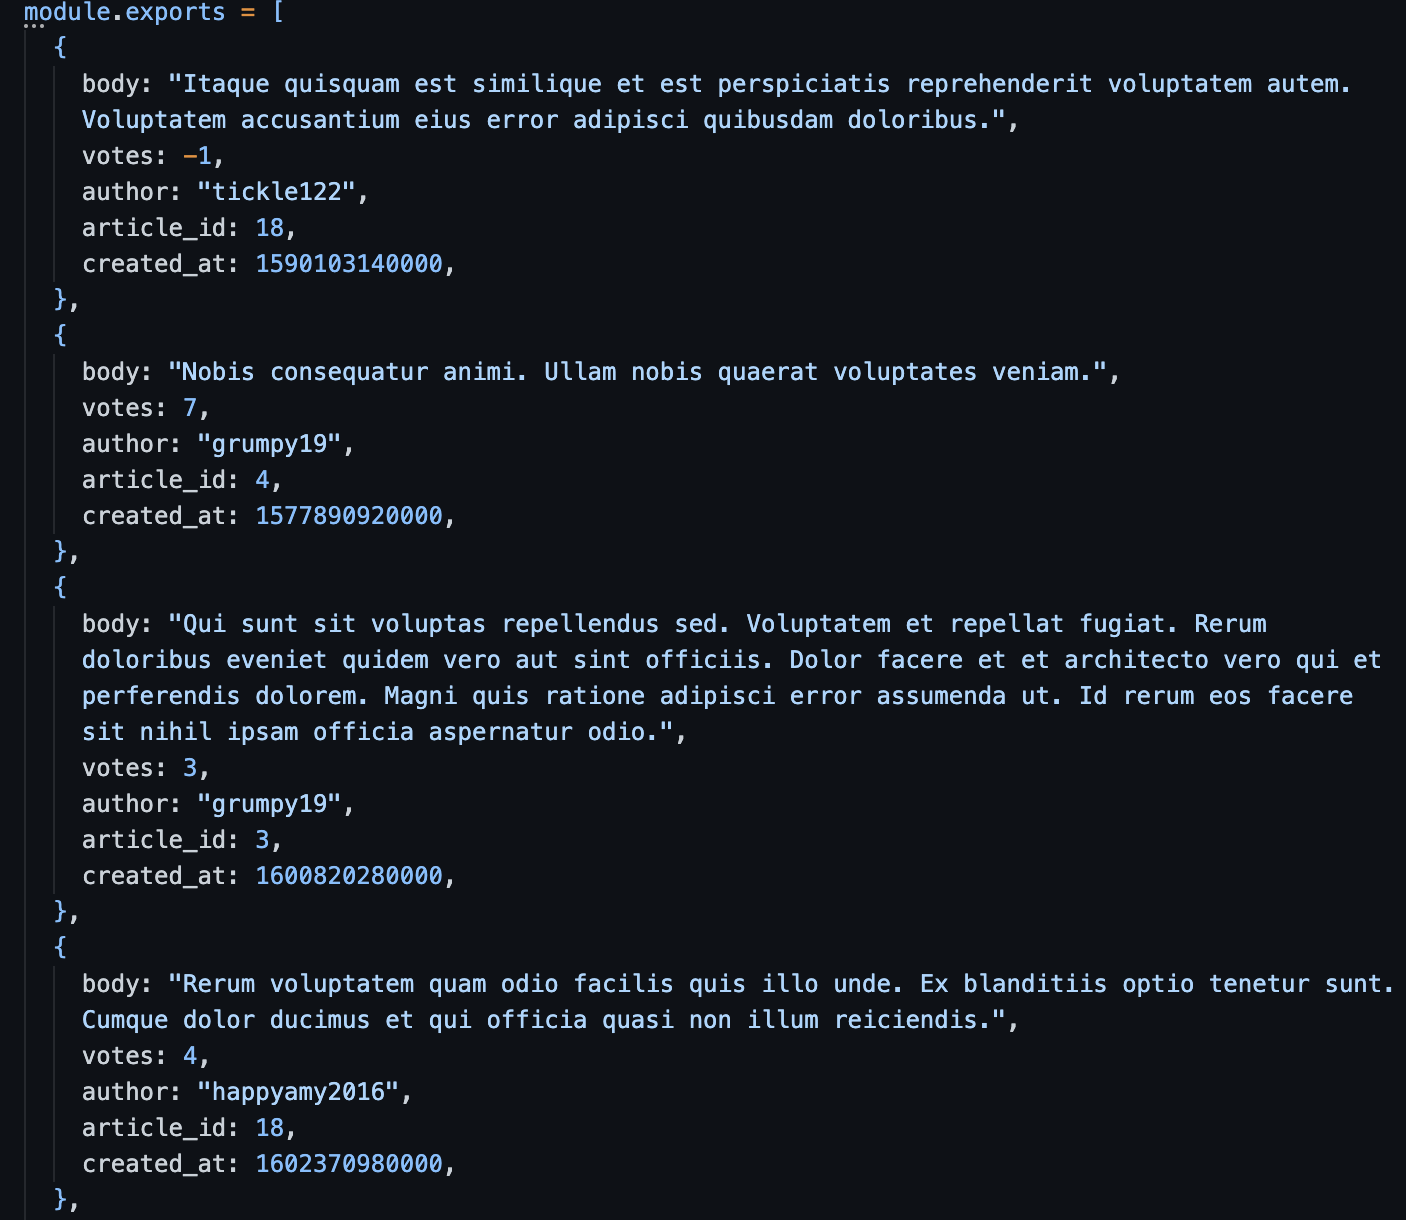 module.exports = [
{
body: "Itaque quisquam est similique et est perspiciatis reprehenderit voluptatem autem.
Voluptatem accusantium eius error adipisci quibusdam doloribus.",
votes: -1,
author: "tickle122",
article_id: 18,
created_at: 1590103140000,
},
{
body: "Nobis consequatur animi. Ullam nobis quaerat voluptates veniam.",
votes: 7,
author: "grumpy19",
article_id: 4,
created_at: 1577890920000,
},
{
body: "Qui sunt sit voluptas repellendus sed. Voluptatem et repellat fugiat. Rerum
doloribus eveniet quidem vero aut sint officiis. Dolor facere et et architecto vero qui et
perferendis dolorem. Magni quis ratione adipisci error assumenda ut. Id rerum eos facere
sit nihil ipsam officia aspernatur odio.",
votes: 3,
author: "grumpy19",
article_id: 3,
created_at: 1600820280000,
},
{
body: "Rerum voluptatem quam odio facilis quis illo unde. Ex blanditiis optio tenetur sunt.
Cumque dolor ducimus et qui officia quasi non illum reiciendis.",
votes: 4,
author: "happyamy2016",
article_id: 18,
created_at: 1602370980000,
},